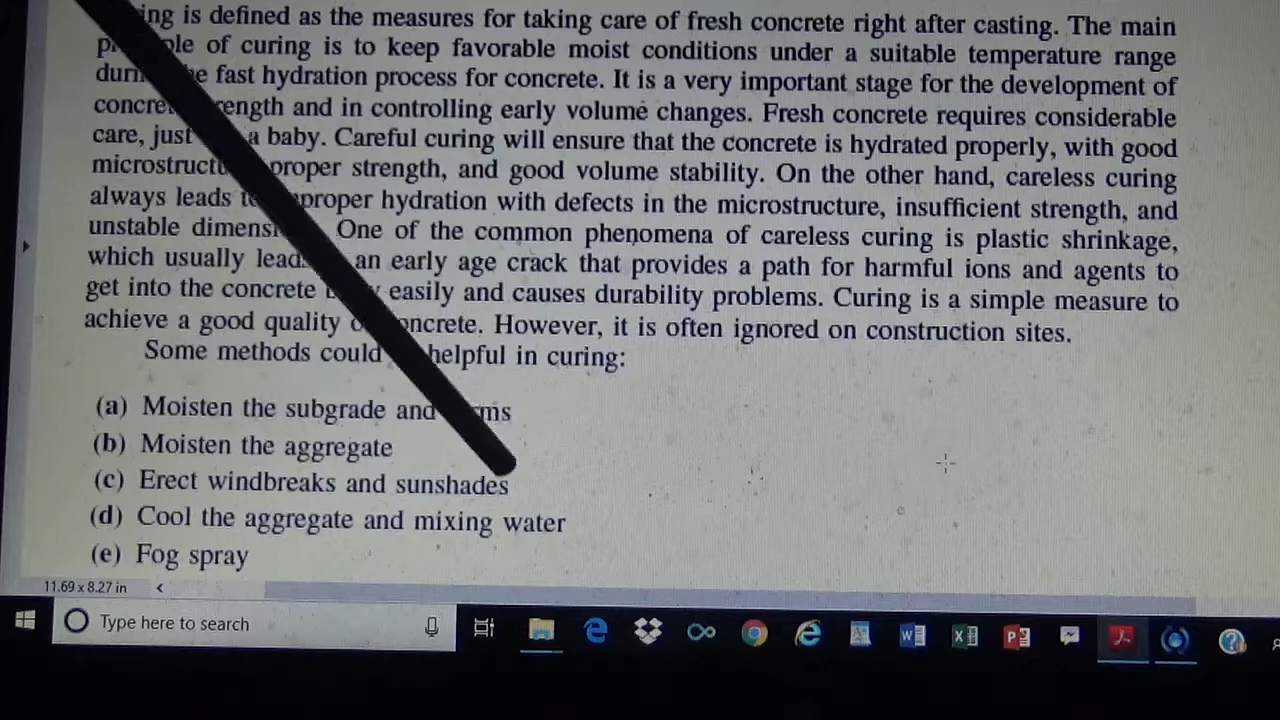 ing is defined as the measures for taking care of fresh concrete right after casting. The main
ple of curing is to keep favorable moist conditions under a suitable temperature range
fast hydration process for concrete. It is a very important stage for the development of
and in controlling early volume changes. Fresh concrete requires considerable
care, just a baby. Careful curing will ensure that the concrete is hydrated properly, with good
proper strength, and good volume stability. On the other hand, careless curing
always leads proper hydration with defects in the microstructure, insufficient strength, and
unstable One of the common phenomena of careless curing is plastic shrinkage,
which usually an early age crack that provides a path for harmful ions and agents to
get into the concrete easily and causes durability problems. Curing is a simple measure to
achieve a good quality oncrete. However, it is often ignored on construction sites.
Some methods could helpful in curing:
(a) Moisten the subgrade and ms
(b) Moisten the aggregate
(c) Erect windbreaks and sunshades
(d) Cool the aggregate and mixing water
(e) Fog spray
11.69 x 8.27 in
Type here to search